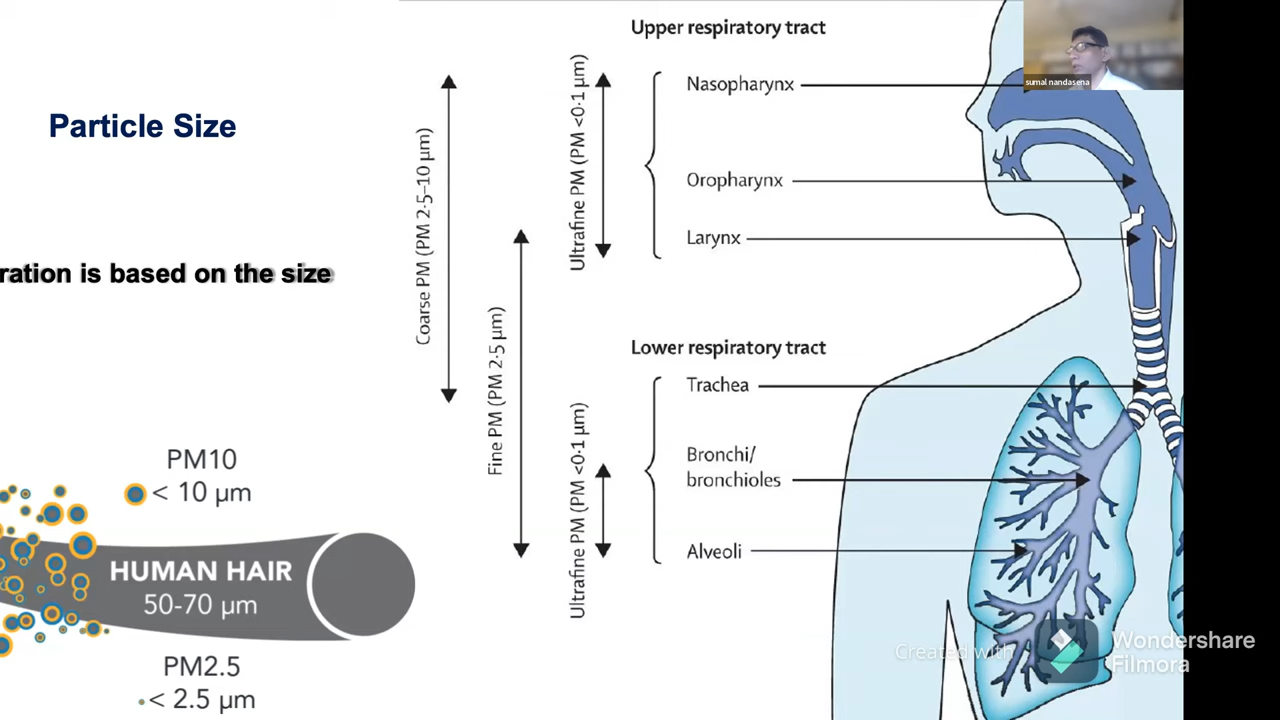 Particle Size
ration is based on the size
PM10
< 10 µm
HUMAN HAIR
50-70 µm
PM2.5
< 2.5 µm
Coarse PM (PM 2·5–10 µm)
Fine PM (PM 2·5 µm)
Ultrafine PM (PM <0·1 µm)
Ultrafine PM (PM <0·1 µm)
Upper respiratory tract
Nasopharynx
Oropharynx
Larynx
Lower respiratory tract
Trachea
Bronchi/
bronchioles
Alveoli
sumal nandasena
Created with
Wondershare
Filmora